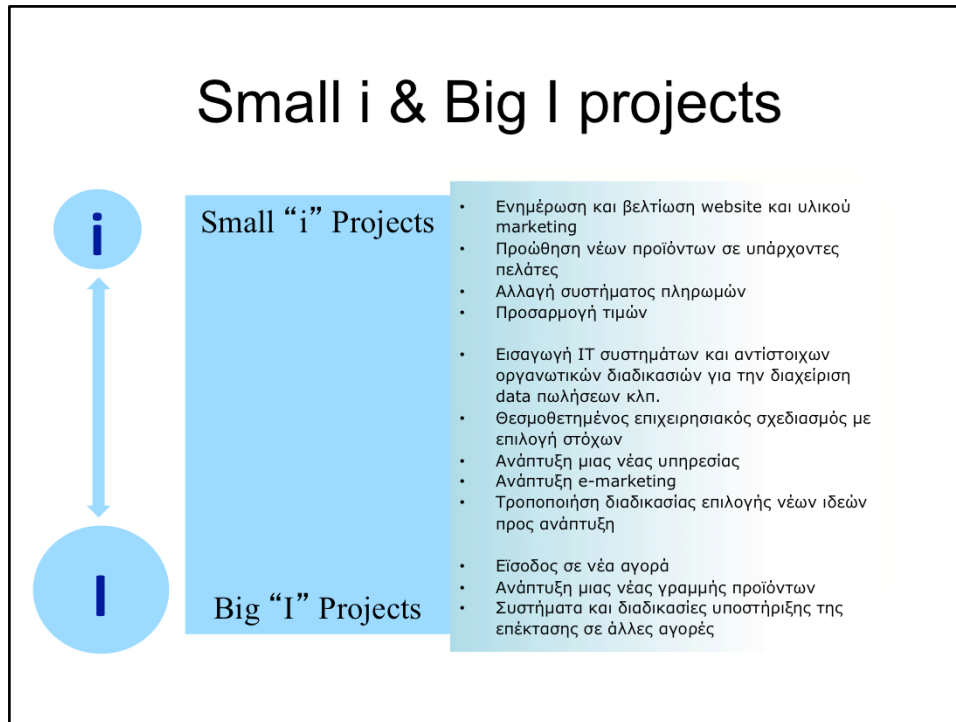 Small i & Big I projects
i
I
Small “i” Projects
Big “I” Projects
• Ενημέρωση και βελτίωση website και υλικού
marketing
• Προώθηση νέων προϊόντων σε υπάρχοντες
πελάτες
• Αλλαγή συστήματος πληρωμών
• Προσαρμογή τιμών
• Εισαγωγή IT συστημάτων και αντίστοιχων
οργανωτικών διαδικασιών για την διαχείριση
data πωλήσεων κλπ.
• Θεσμοθετημένος επιχειρησιακός σχεδιασμός με
επιλογή στόχων
• Ανάπτυξη μιας νέας υπηρεσίας
• Ανάπτυξη e-marketing
• Τροποποιήση διαδικασίας επιλογής νέων ιδεών
προς ανάπτυξη
• Εϊσοδος σε νέα αγορά
• Ανάπτυξη μιας νέας γραμμής προϊόντων
• Συστήματα και διαδικασίες υποστήριξης της
επέκτασης σε άλλες αγορές